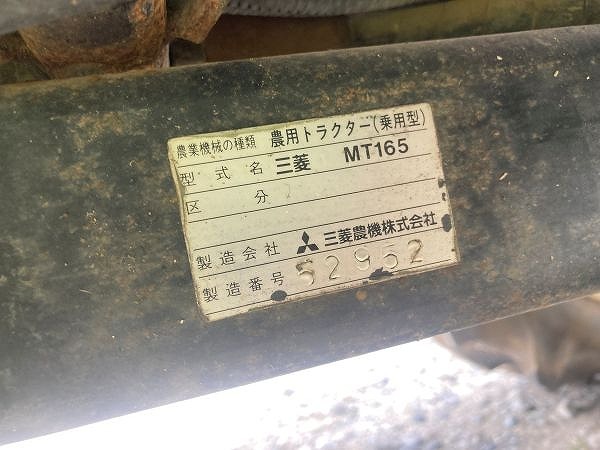 農業機械の種類 農用トラクター(乗用型)
型式名 三菱 MT165
区分
製造会社 三菱農機株式会社
製造番号 52952